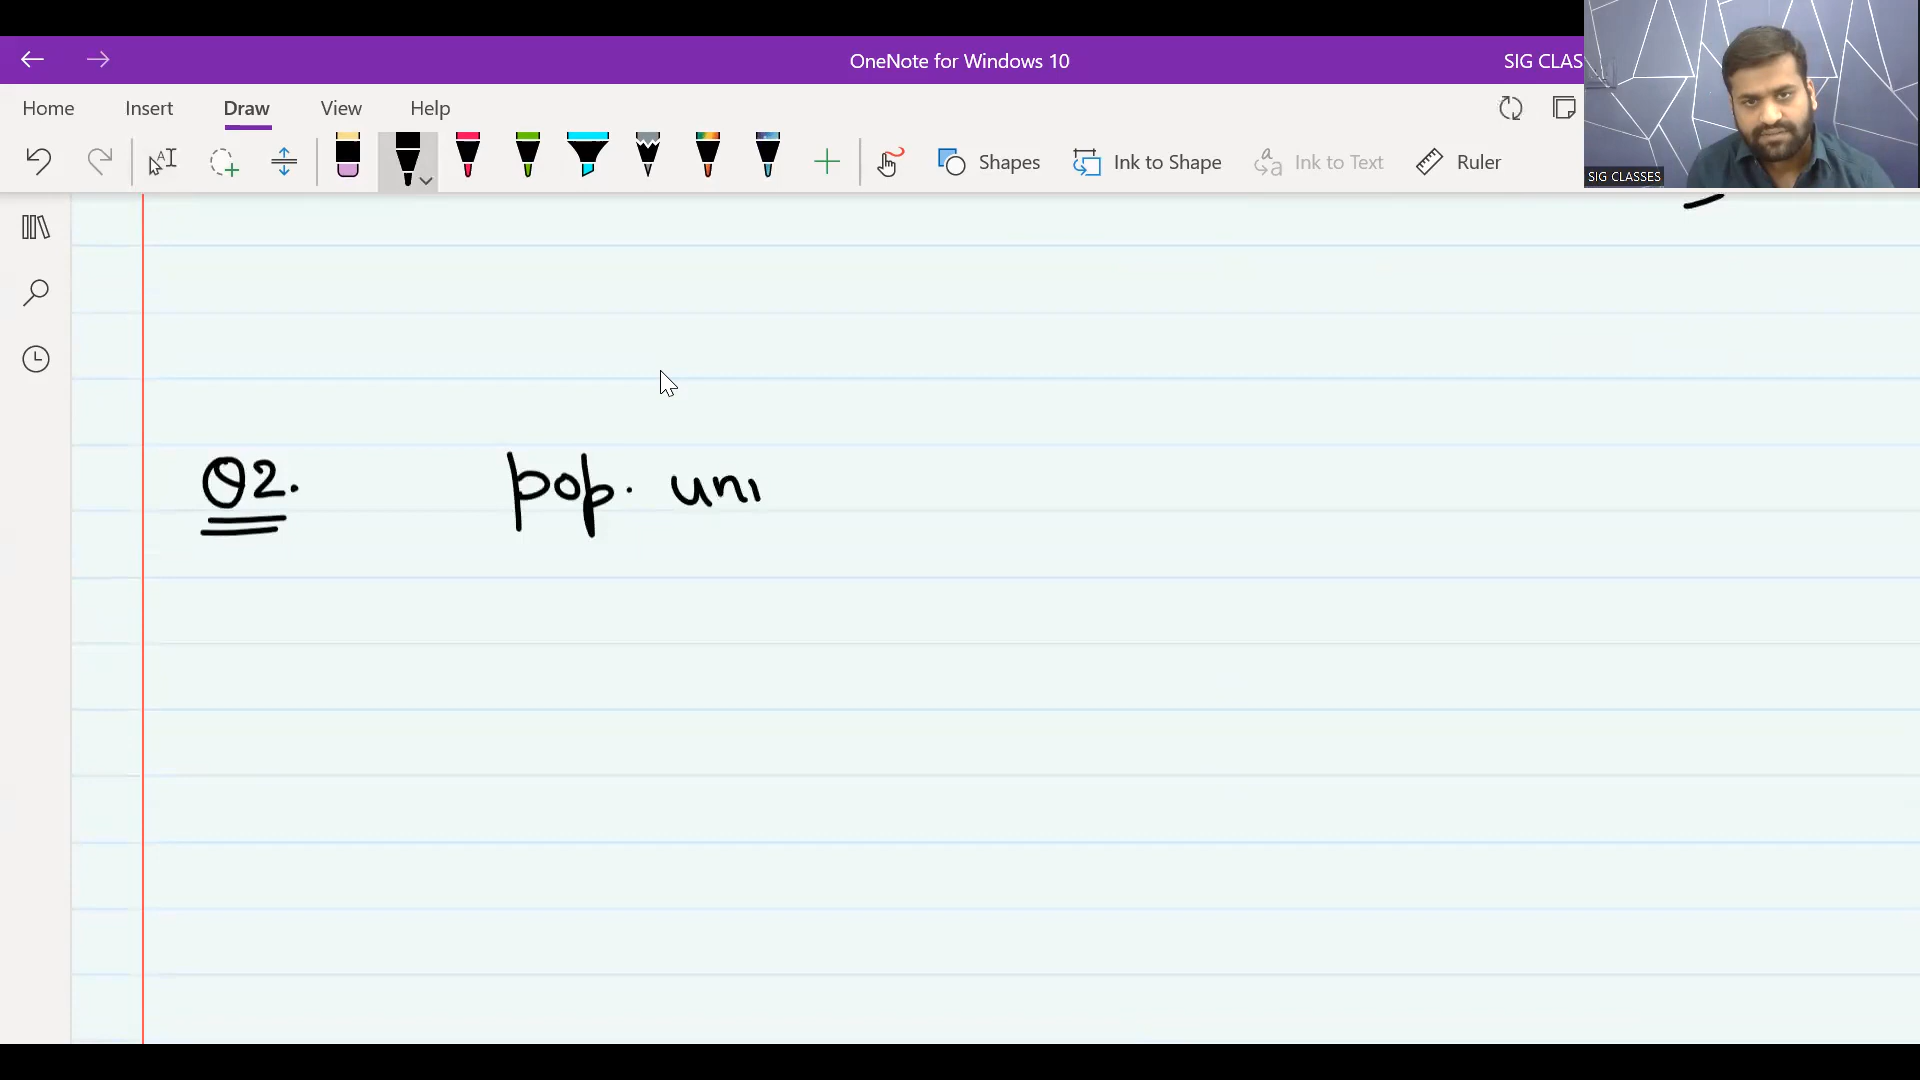 OneNote for Windows 10
SIG CLAS
Home Insert Draw View Help
Shapes Ink to Shape Ink to Text Ruler
SIG CLASSES
Q2. pop. uni